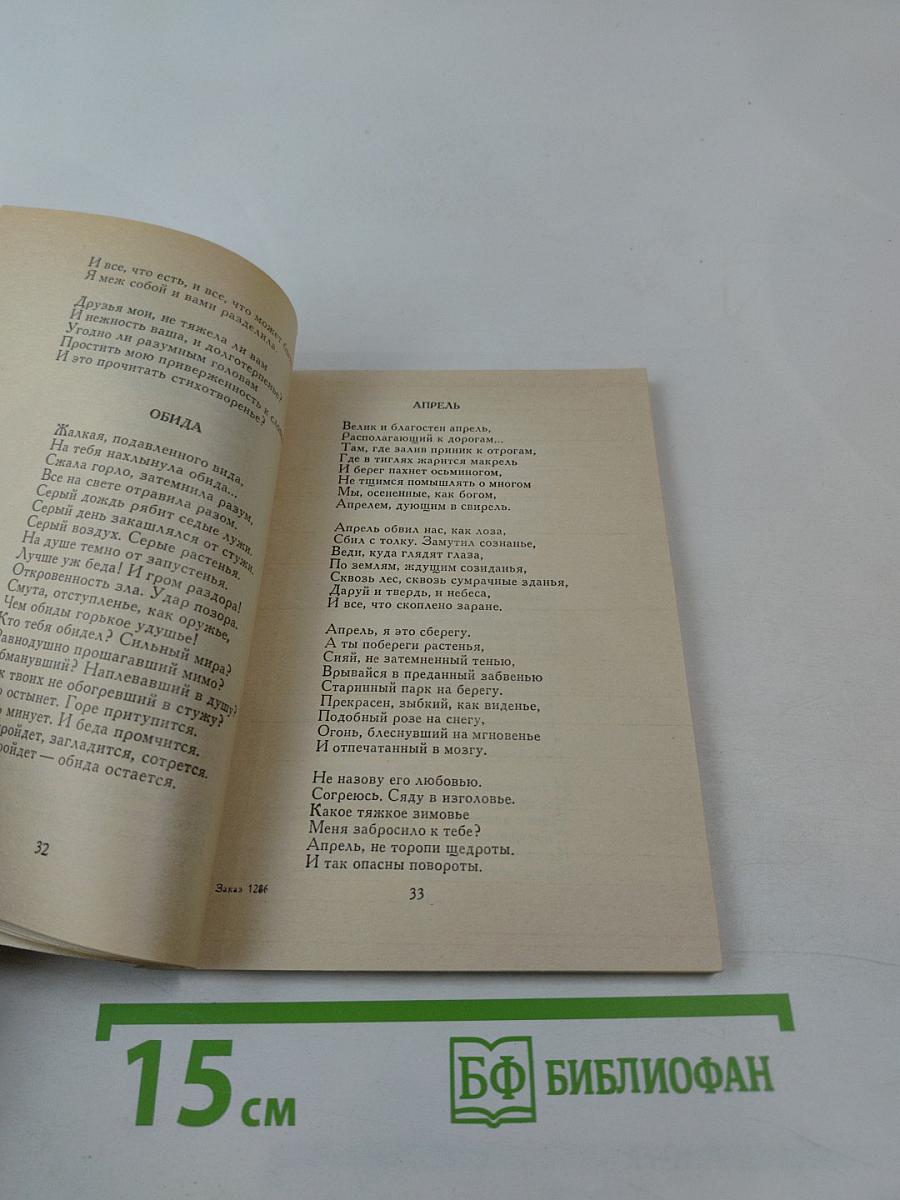 И все, что есть, и все, что может
Я меж собой и вами разделила.
Друзья мои, не тяжела ли вам
И нежность ваша, и долготерпенье?
Угодно ли разумным головам
Простить мою приверженность к
И это прочитать стихотворенье?
ОБИДА
Жалкая, подавленного вида,
На тебя нахлынула обида...
Сжала горло, затемнила разум,
Все на свете отравила разом.
Серый дождь рябит седые лужи.
Серый день закашлялся от стужи.
Серый воздух. Серые растенья.
На душе темно от запустенья.
Лучше уж беда! И гром раздора!
Откровенность зла. Удар позора.
Смута, отступленье, как оружье,
Чем обиды горькое удушье!
Кто тебя обидел? Сильный мира?
Равнодушно прошагавший мимо?
бманувший? Наплевавший в душу?
к твоих не обогревший в стужу?
о остынет. Горе притупится.
ь минует. И беда промчится.
ройдет, загладится, сотрется.
ройдет — обида остается.
32
АПРЕЛЬ
Велик и благостен апрель,
Располагающий к дорогам...
Там, где залив приник к отрогам,
Где в тиглях жарится макрель
И берег пахнет осьминогом,
Не тщимся помышлять о многом
Мы, осененные, как богом,
Апрелем, дующим в свирель.
Апрель обвил нас, как лоза,
Сбил с толку. Замутил сознанье,
Веди, куда глядят глаза,
По землям, ждущим созиданья,
Сквозь лес, сквозь сумрачные зданья,
Даруй и твердь, и небеса,
И все, что скоплено заране.
Апрель, я это сберегу.
А ты побереги растенья,
Сияй, не затемненный тенью,
Врывайся в преданный забвенью
Старинный парк на берегу.
Прекрасен, зыбкий, как виденье,
Подобный розе на снегу,
Огонь, блеснувший на мгновенье
И отпечатанный в мозгу.
Не назову его любовью.
Согреюсь. Сяду в изголовье.
Какое тяжкое зимовье
Меня забросило к тебе?
Апрель, не торопи щедроты.
И так опасны повороты.
Заказ 1286
33
15 см
БФ БИБЛИОФАН